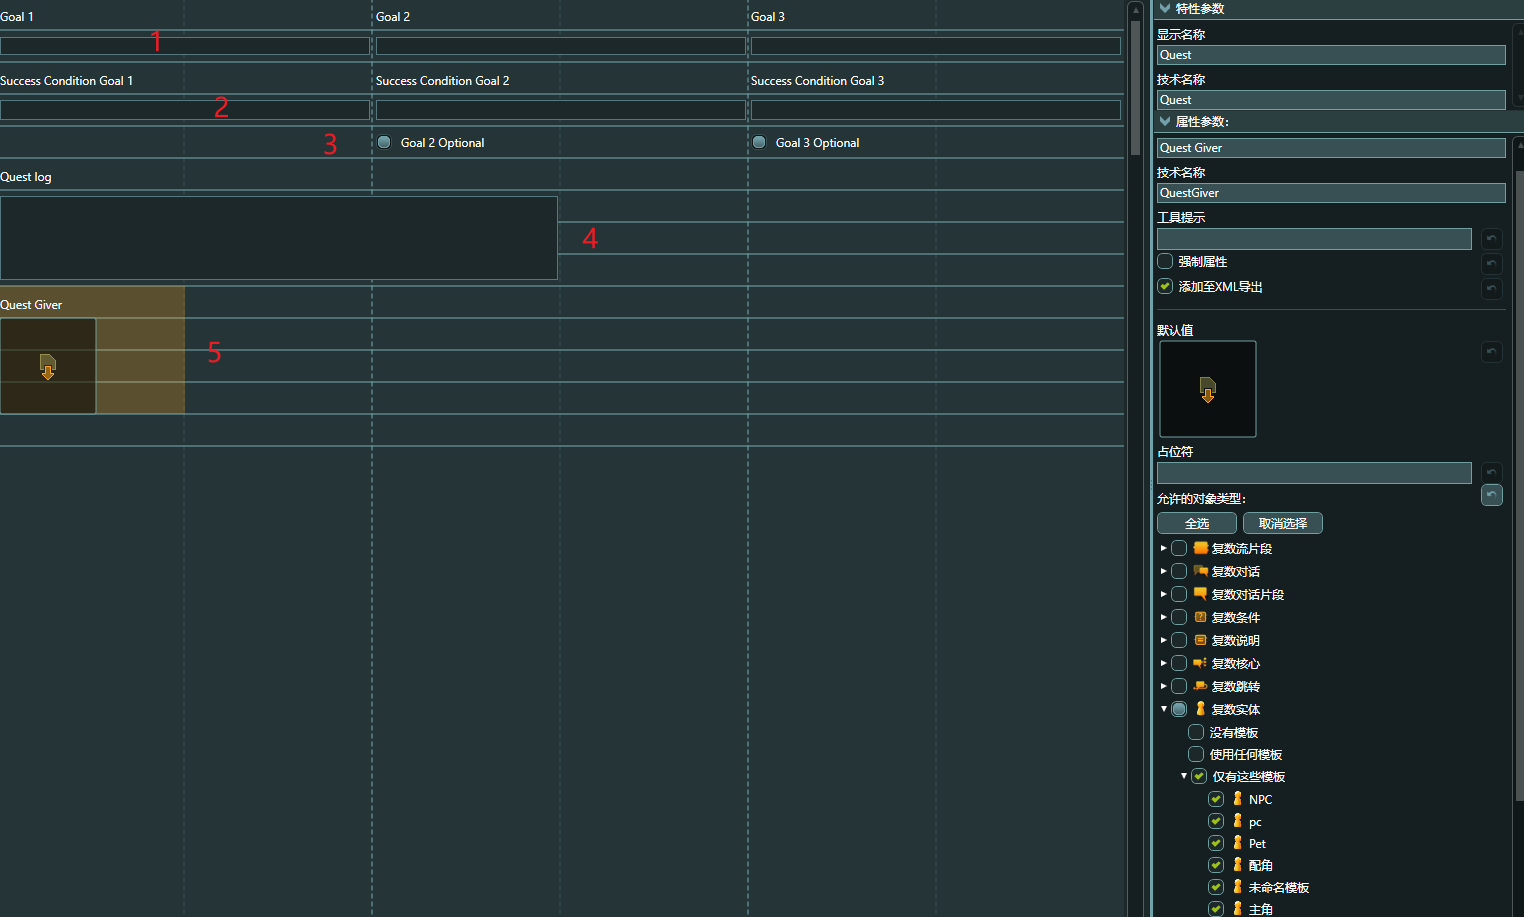 Goal 1
Goal 2
Goal 3
1
Success Condition Goal 1
Success Condition Goal 2
Success Condition Goal 3
2
3
Goal 2 Optional
Goal 3 Optional
Quest log
4
Quest Giver
5
特性参数
显示名称
Quest
技术名称
Quest
属性参数:
Quest Giver
技术名称
QuestGiver
工具提示
强制属性
添加至XML导出
默认值
占位符
允许的对象类型:
全选
取消选择
复数流片段
复数对话
复数对话片段
复数条件
复数说明
复数核心
复数跳转
复数实体
没有模板
使用任何模板
仅有这些模板
NPC
pc
Pet
配角
未命名模板
主角